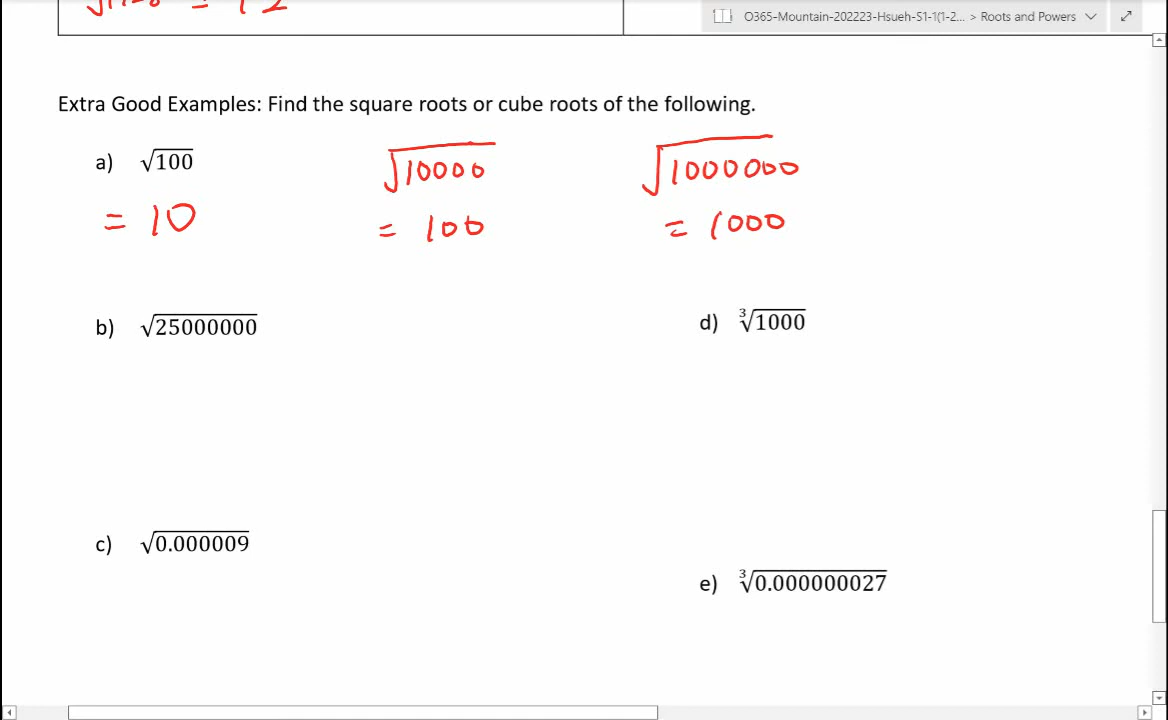 O365-Mountain-202223-Hsueh-S1-1(1-2... > Roots and Powers
Extra Good Examples: Find the square roots or cube roots of the following.
a) √100
√10000
√1000000
= 10
= 100
= 1000
b) √25000000
d) ∛1000
c) √0.000009
e) ∛0.000000027